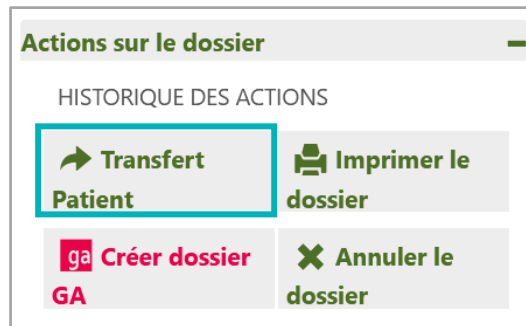 Actions sur le dossier
HISTORIQUE DES ACTIONS
Transfert Patient
Imprimer le dossier
ga Créer dossier GA
Annuler le dossier